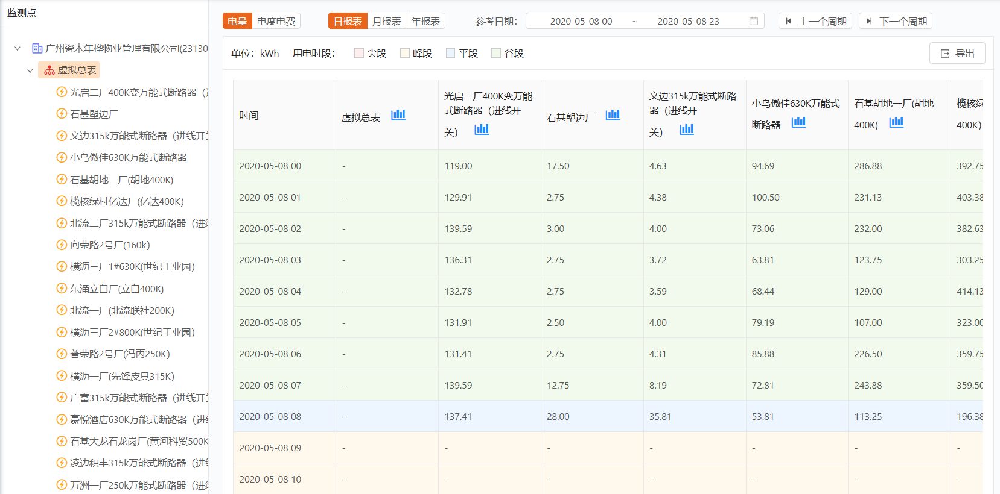 监测点
广州瓷木年桦物业管理有限公司(23130
虚拟总表
光启二厂400K变万能式断路器（
石甚塱边厂
文边315k万能式断路器（进线开
小乌傲佳630K万能式断路器
石基胡地一厂(胡地400K)
榄核绿村亿达厂(亿达400K)
北流二厂315k万能式断路器（进
向荣路2号厂(160k)
横沥三厂1#630K(世纪工业园)
东涌立白厂(立白400K)
北流一厂(北流联社200K)
横沥三厂2#800K(世纪工业园)
普荣路2号厂(冯丙250K)
横沥一厂(先锋皮具315K)
广富315k万能式断路器（进线开
豪悦酒店630K万能式断路器（进
石基大龙石龙岗厂(黄河科贸500K
凌边积丰315k万能式断路器（进
万洲一厂250k万能式断路器（进
电量 电度电费 日报表 月报表 年报表 参考日期： 2020-05-08 00 ~ 2020-05-08 23 上一个周期 下一个周期
单位：kWh 用电时段： 尖段 峰段 平段 谷段 导出
时间 虚拟总表 光启二厂400K变万能式断路器（进线开关） 石甚塱边厂 文边315k万能式断路器（进线开关） 小乌傲佳630K万能式断路器 石基胡地一厂(胡地400K) 榄核绿 400K)
2020-05-08 00 - 119.00 17.50 4.63 94.69 286.88 392.75
2020-05-08 01 - 129.91 2.75 4.38 100.50 231.13 403.38
2020-05-08 02 - 139.59 3.00 4.00 73.06 232.00 382.63
2020-05-08 03 - 136.31 2.75 3.72 63.81 123.75 303.25
2020-05-08 04 - 132.78 2.75 3.59 68.44 129.00 414.13
2020-05-08 05 - 131.91 2.50 4.00 79.19 107.00 323.00
2020-05-08 06 - 131.41 2.75 4.31 85.88 226.50 359.75
2020-05-08 07 - 139.59 12.75 8.19 72.81 243.88 359.50
2020-05-08 08 - 137.41 28.00 35.81 53.81 113.25 196.38
2020-05-08 09 - - - - - - -
2020-05-08 10 - - - - - - -